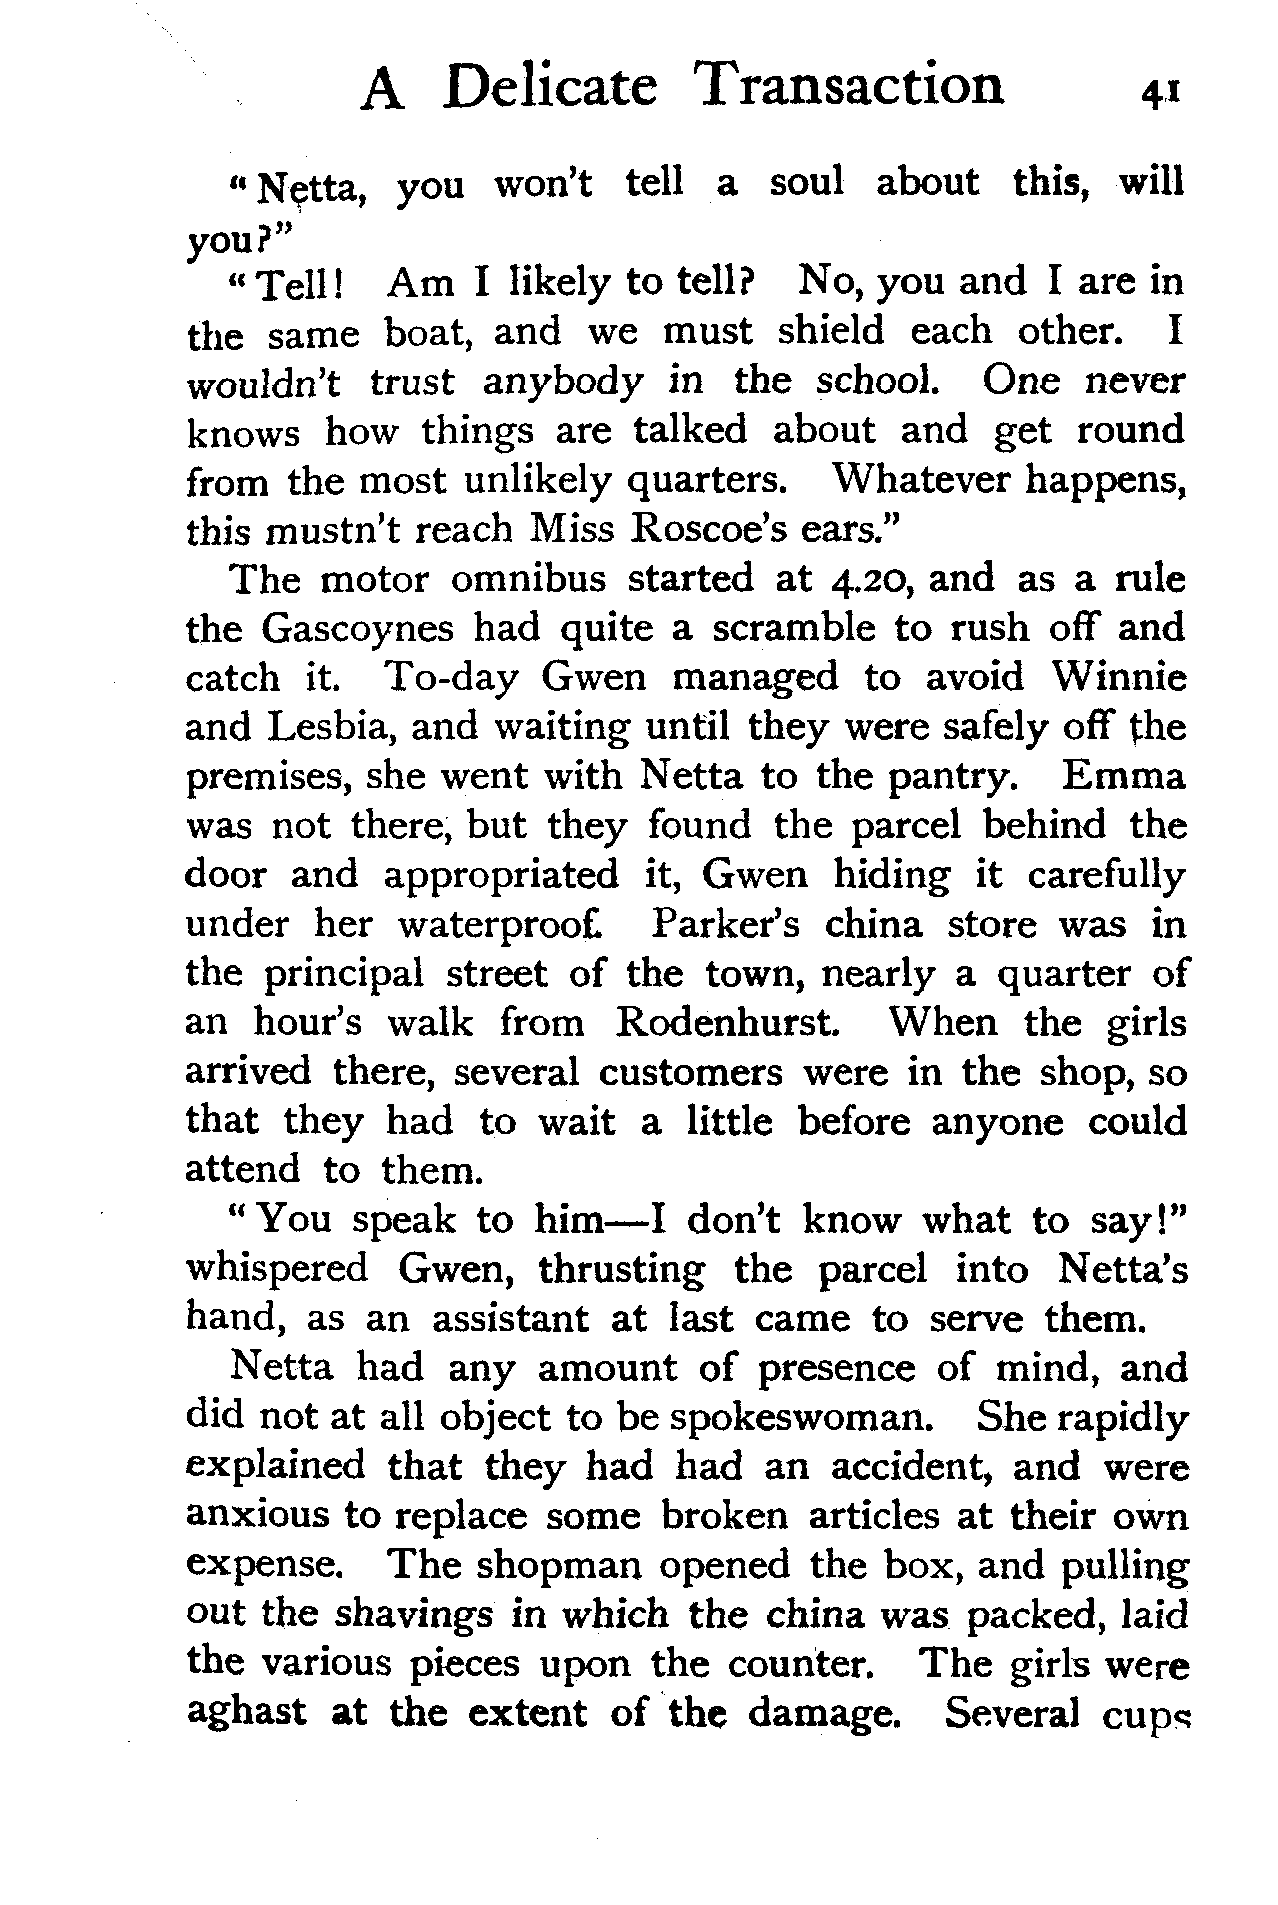 A Delicate Transaction 41
"Netta, you won't tell a soul about this, will
you?"
"Tell! Am I likely to tell? No, you and I are in
the same boat, and we must shield each other. I
wouldn't trust anybody in the school. One never
knows how things are talked about and get round
from the most unlikely quarters. Whatever happens,
this mustn't reach Miss Roscoe's ears."
The motor omnibus started at 4.20, and as a rule
the Gascoynes had quite a scramble to rush off and
catch it. To-day Gwen managed to avoid Winnie
and Lesbia, and waiting until they were safely off the
premises, she went with Netta to the pantry. Emma
was not there, but they found the parcel behind the
door and appropriated it, Gwen hiding it carefully
under her waterproof. Parker's china store was in
the principal street of the town, nearly a quarter of
an hour's walk from Rodenhurst. When the girls
arrived there, several customers were in the shop, so
that they had to wait a little before anyone could
attend to them.
"You speak to him—I don't know what to say!"
whispered Gwen, thrusting the parcel into Netta's
hand, as an assistant at last came to serve them.
Netta had any amount of presence of mind, and
did not at all object to be spokeswoman. She rapidly
explained that they had had an accident, and were
anxious to replace some broken articles at their own
expense. The shopman opened the box, and pulling
out the shavings in which the china was packed, laid
the various pieces upon the counter. The girls were
aghast at the extent of the damage. Several cups